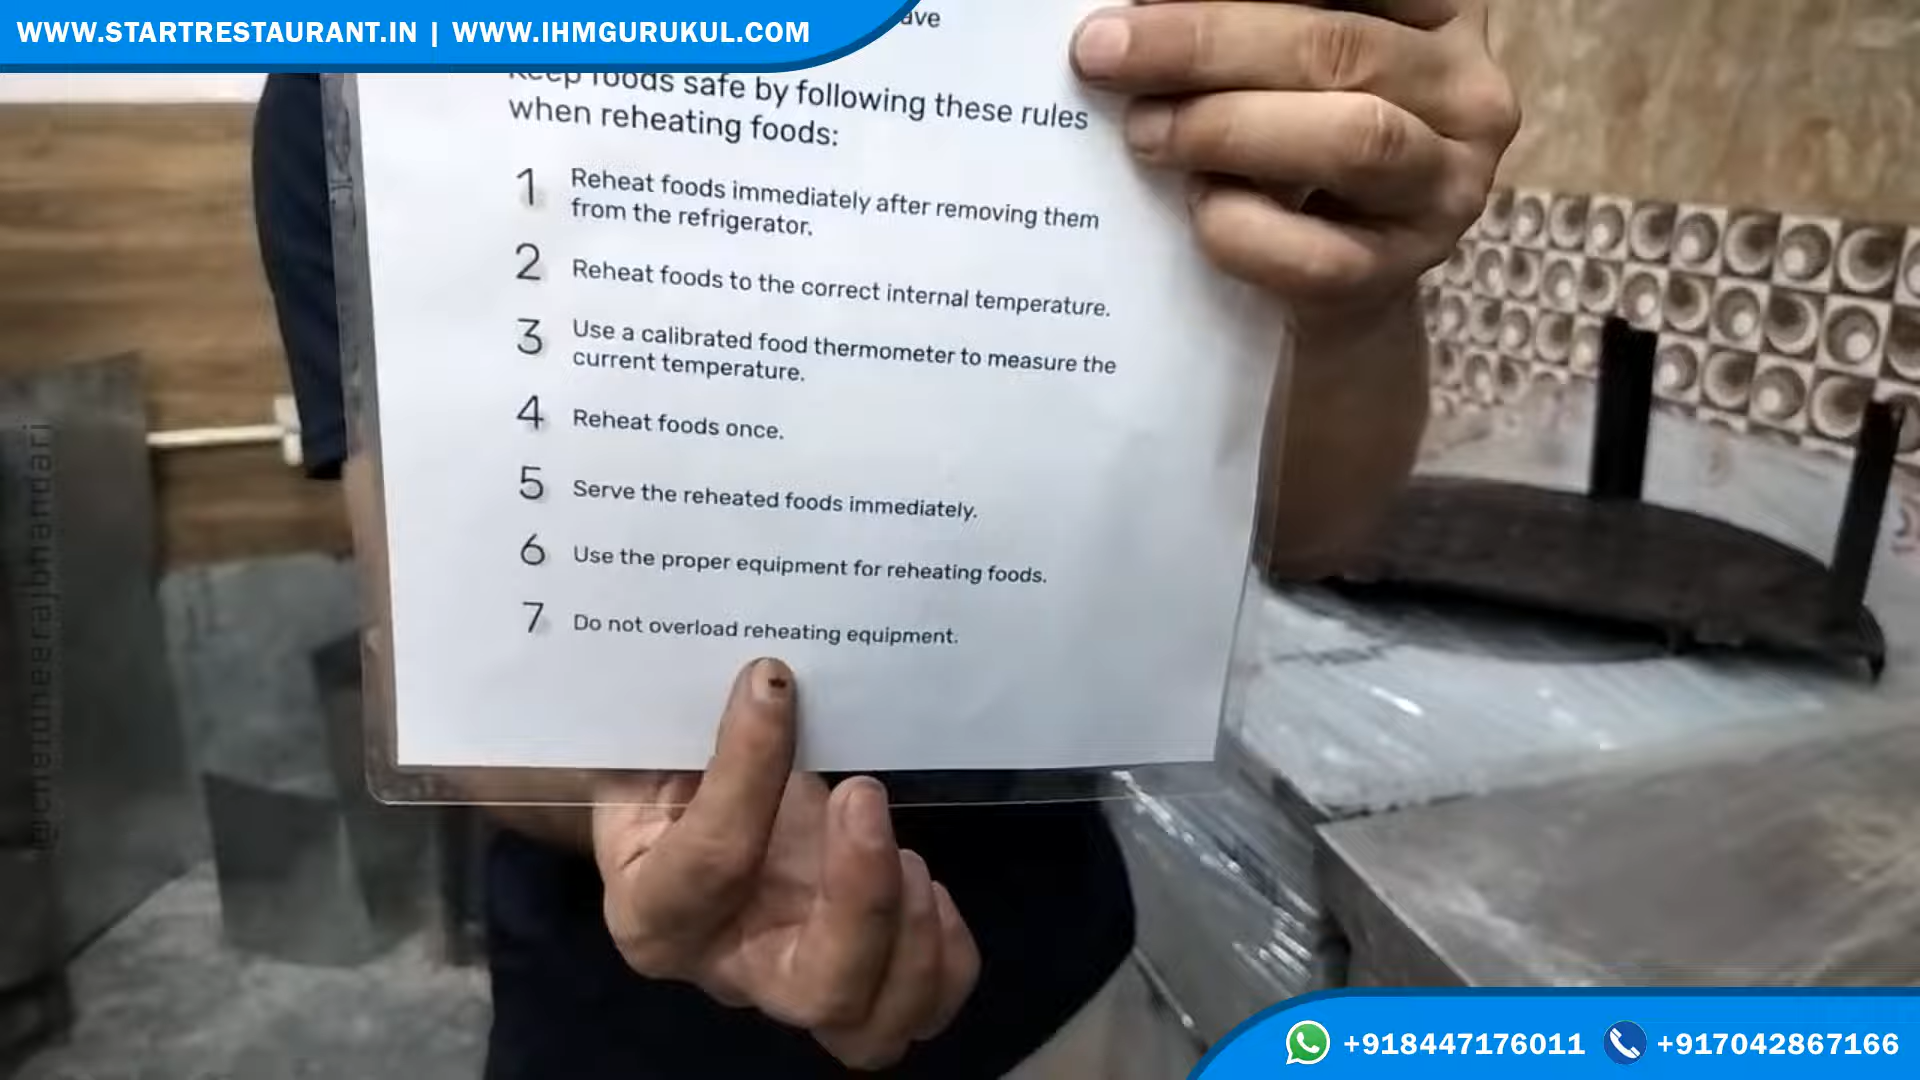 WWW.STARTRESTAURANT.IN | WWW.IHMGURUKUL.COM
Keep foods safe by following these rules
when reheating foods:
1 Reheat foods immediately after removing them
from the refrigerator.
2 Reheat foods to the correct internal temperature.
3 Use a calibrated food thermometer to measure the
current temperature.
4 Reheat foods once.
5 Serve the reheated foods immediately.
6 Use the proper equipment for reheating foods.
7 Do not overload reheating equipment.
@chefuneerajbhandari
+918447176011 +917042867166